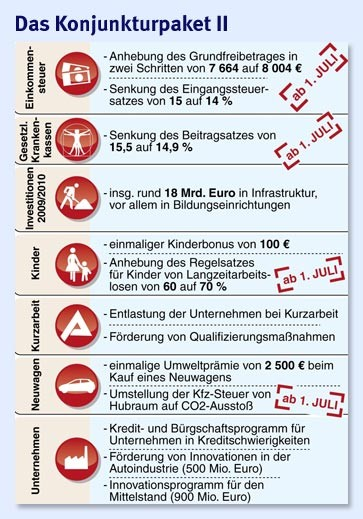 Das Konjunkturpaket II
Einkommen-
steuer
- Anhebung des Grundfreibetrages in
zwei Schritten von 7 664 auf 8 004 €
- Senkung des Eingangssteuer-
satzes von 15 auf 14 %
ab 1. JULI
Gesetzl.
Kranken-
kassen
- Senkung des Beitragsatzes von
15,5 auf 14,9 %
ab 1. JULI
Investitionen
2009/2010
- insg. rund 18 Mrd. Euro in Infrastruktur,
vor allem in Bildungseinrichtungen
Kinder
- einmaliger Kinderbonus von 100 €
- Anhebung des Regelsatzes
für Kinder von Langzeitarbeits-
losen von 60 auf 70 %
ab 1. JULI
Kurzarbeit
- Entlastung der Unternehmen bei Kurzarbeit
- Förderung von Qualifizierungsmaßnahmen
Neuwagen
- einmalige Umweltprämie von 2 500 € beim
Kauf eines Neuwagens
- Umstellung der Kfz-Steuer von
Hubraum auf CO2-Ausstoß
ab 1. JULI
Unternehmen
- Kredit- und Bürgschaftsprogramm für
Unternehmen in Kreditschwierigkeiten
- Förderung von Innovationen in der
Autoindustrie (500 Mio. Euro)
- Innovationsprogramm für den
Mittelstand (900 Mio. Euro)